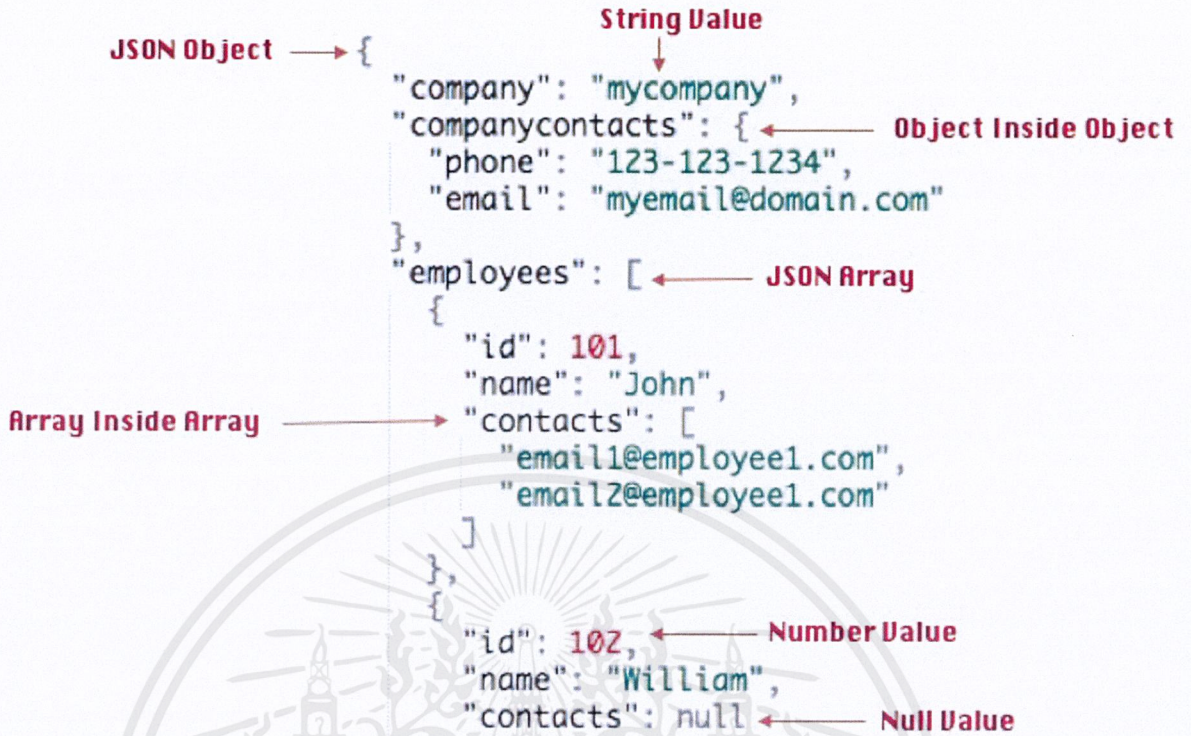 String Value
JSON Object {
"company": "mycompany",
"companycontacts": { Object Inside Object
"phone": "123-123-1234",
"email": "myemail@domain.com"
},
"employees": [ JSON Array
{
"id": 101,
"name": "John",
Array Inside Array "contacts": [
"email1@employee1.com",
"email2@employee1.com"
]
},
{
"id": 102, Number Value
"name": "William",
"contacts": null Null Value